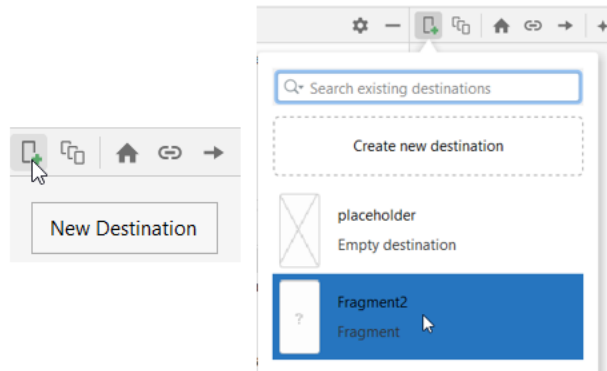 New Destination
Search existing destinations
Create new destination
placeholder
Empty destination
?
Fragment2
Fragment